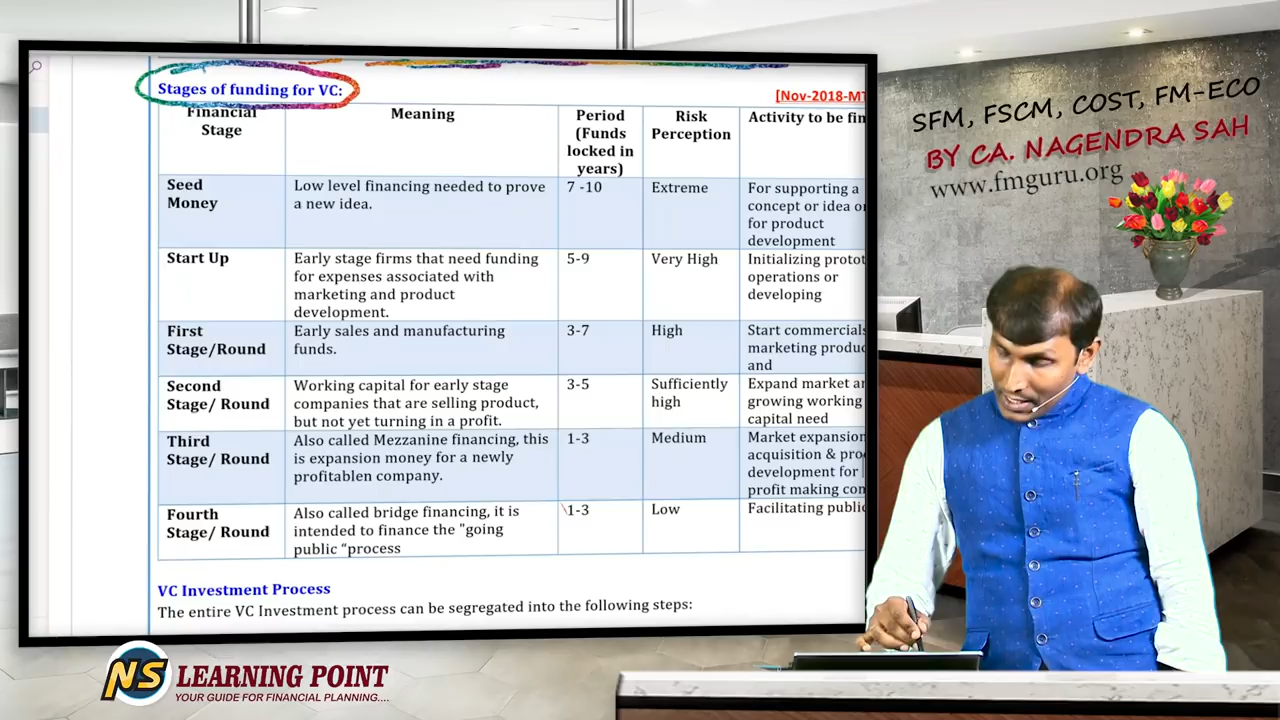 Stages of funding for VC:
[Nov-2018-MT
Financial Stage
Meaning
Period (Funds locked in years)
Risk Perception
Activity to be fin
Seed Money
Low level financing needed to prove
a new idea.
7 -10
Extreme
For supporting a
concept or idea or
for product
development
Start Up
Early stage firms that need funding
for expenses associated with
marketing and product
development.
5-9
Very High
Initializing protot
operations or
developing
First
Stage/Round
Early sales and manufacturing
funds.
3-7
High
Start commercials
marketing produc
and
Second
Stage/ Round
Working capital for early stage
companies that are selling product,
but not yet turning in a profit.
3-5
Sufficiently
high
Expand market an
growing working
capital need
Third
Stage/ Round
Also called Mezzanine financing, this
is expansion money for a newly
profitablen company.
1-3
Medium
Market expansion
acquisition & pro
development for
profit making com
Fourth
Stage/ Round
Also called bridge financing, it is
intended to finance the "going
public “process
1-3
Low
Facilitating public
VC Investment Process
The entire VC Investment process can be segregated into the following steps:
SFM, FSCM, COST, FM-ECO
BY CA. NAGENDRA SAH
www.fmguru.org
NS LEARNING POINT
YOUR GUIDE FOR FINANCIAL PLANNING....